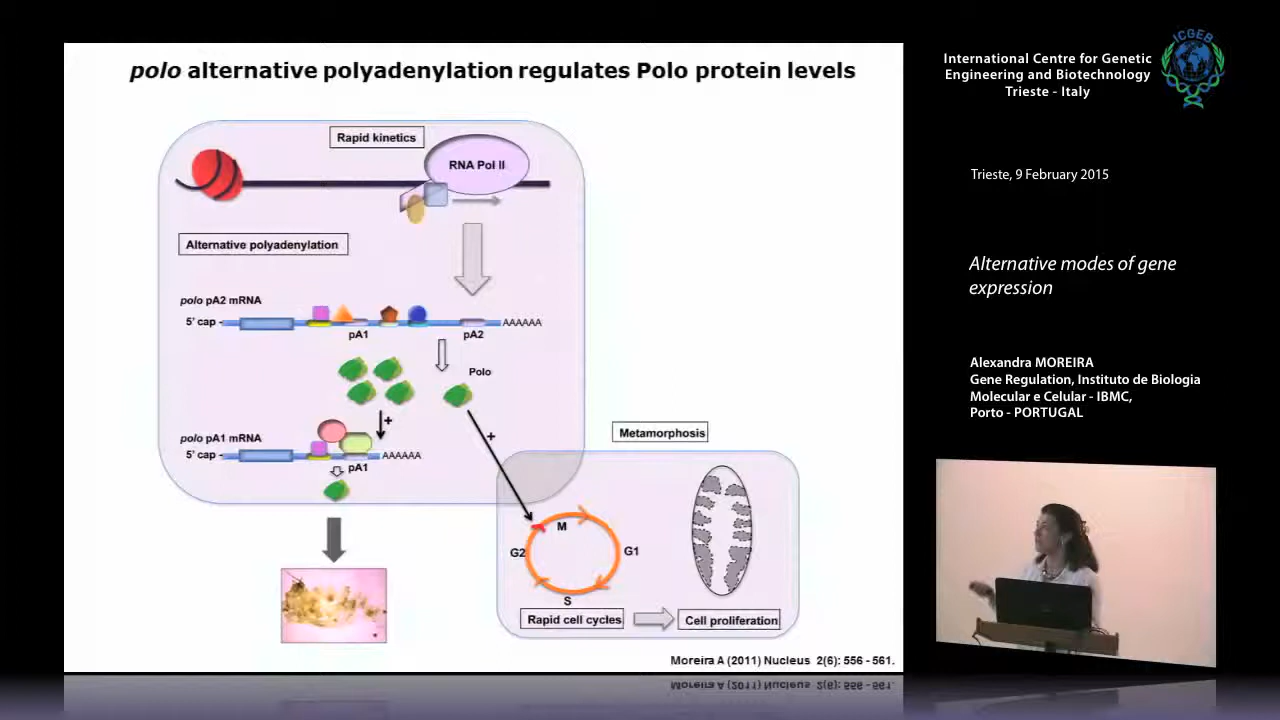 polo alternative polyadenylation regulates Polo protein levels
Rapid kinetics
RNA Pol II
Alternative polyadenylation
polo pA2 mRNA
5' cap
AAAAAA
pA1
pA2
Polo
+
+
polo pA1 mRNA
5' cap
AAAAAA
pA1
Metamorphosis
M
G2
G1
S
Rapid cell cycles
Cell proliferation
Moreira A (2011) Nucleus 2(6): 556 - 561.
International Centre for Genetic
Engineering and Biotechnology
Trieste - Italy
ICGEB
Trieste, 9 February 2015
Alternative modes of gene
expression
Alexandra MOREIRA
Gene Regulation, Instituto de Biologia
Molecular e Celular - IBMC,
Porto - PORTUGAL